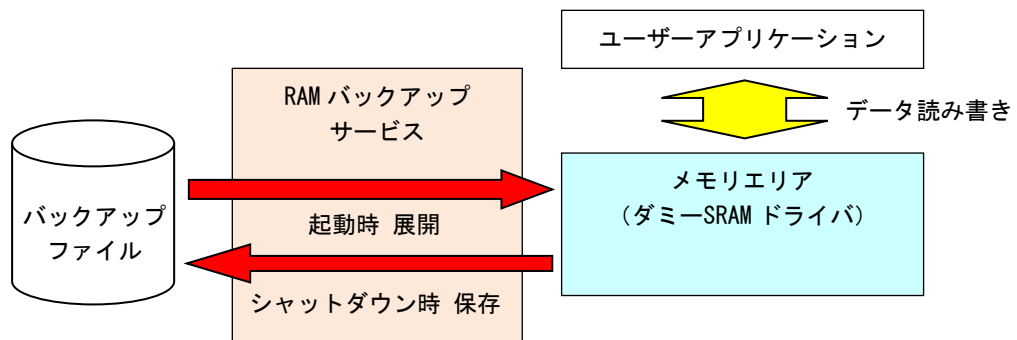 ユーザーアプリケーション
RAM バックアップ
サービス
データ読み書き
メモリエリア
(ダミーSRAM ドライバ)
バックアップ
ファイル
起動時 展開
シャットダウン時 保存